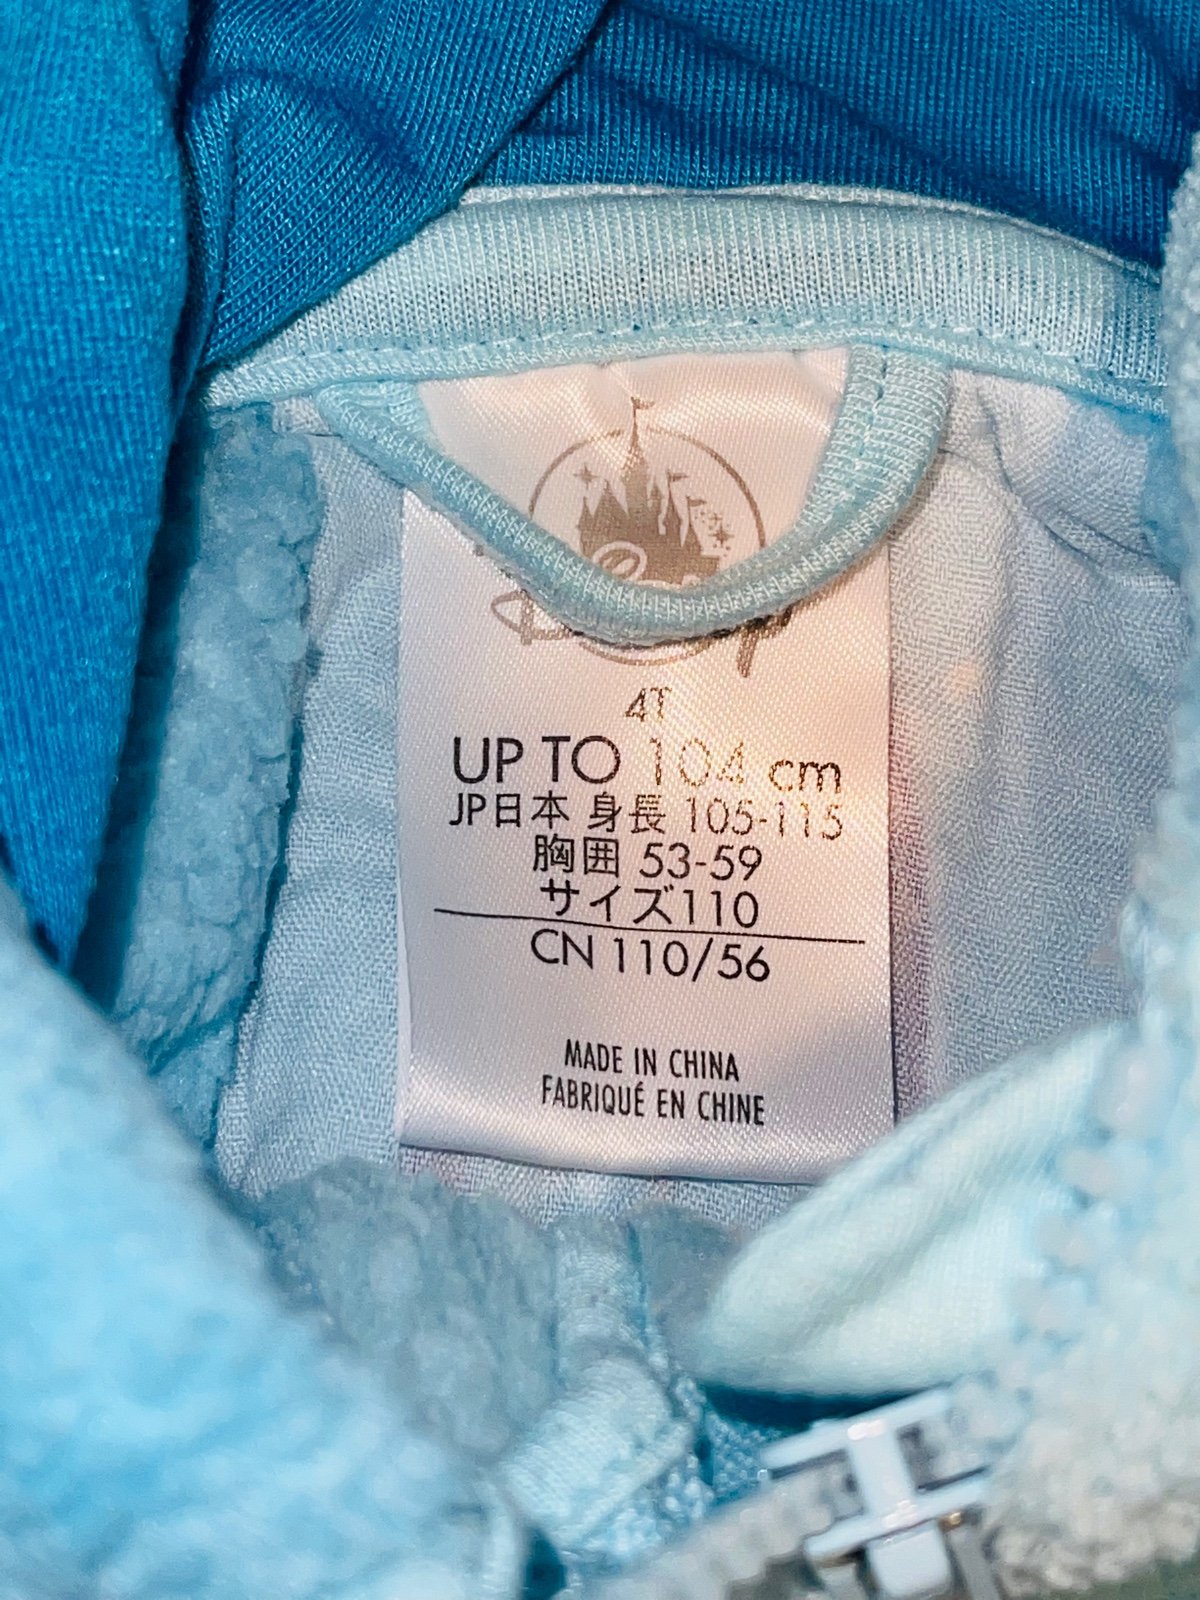 4T
UP TO 104 cm
JP日本 身長 105-115
胸囲 53-59
サイズ110
CN 110/56
MADE IN CHINA
FABRIQUÉ EN CHINE